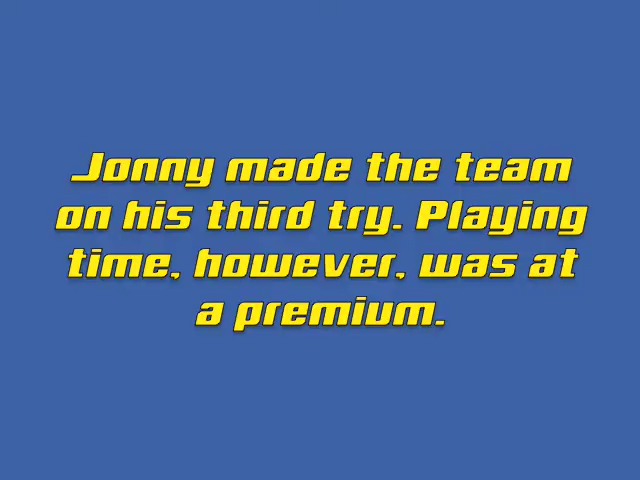 Jonny made the team
on his third try. Playing
time, however, was at
a premium.